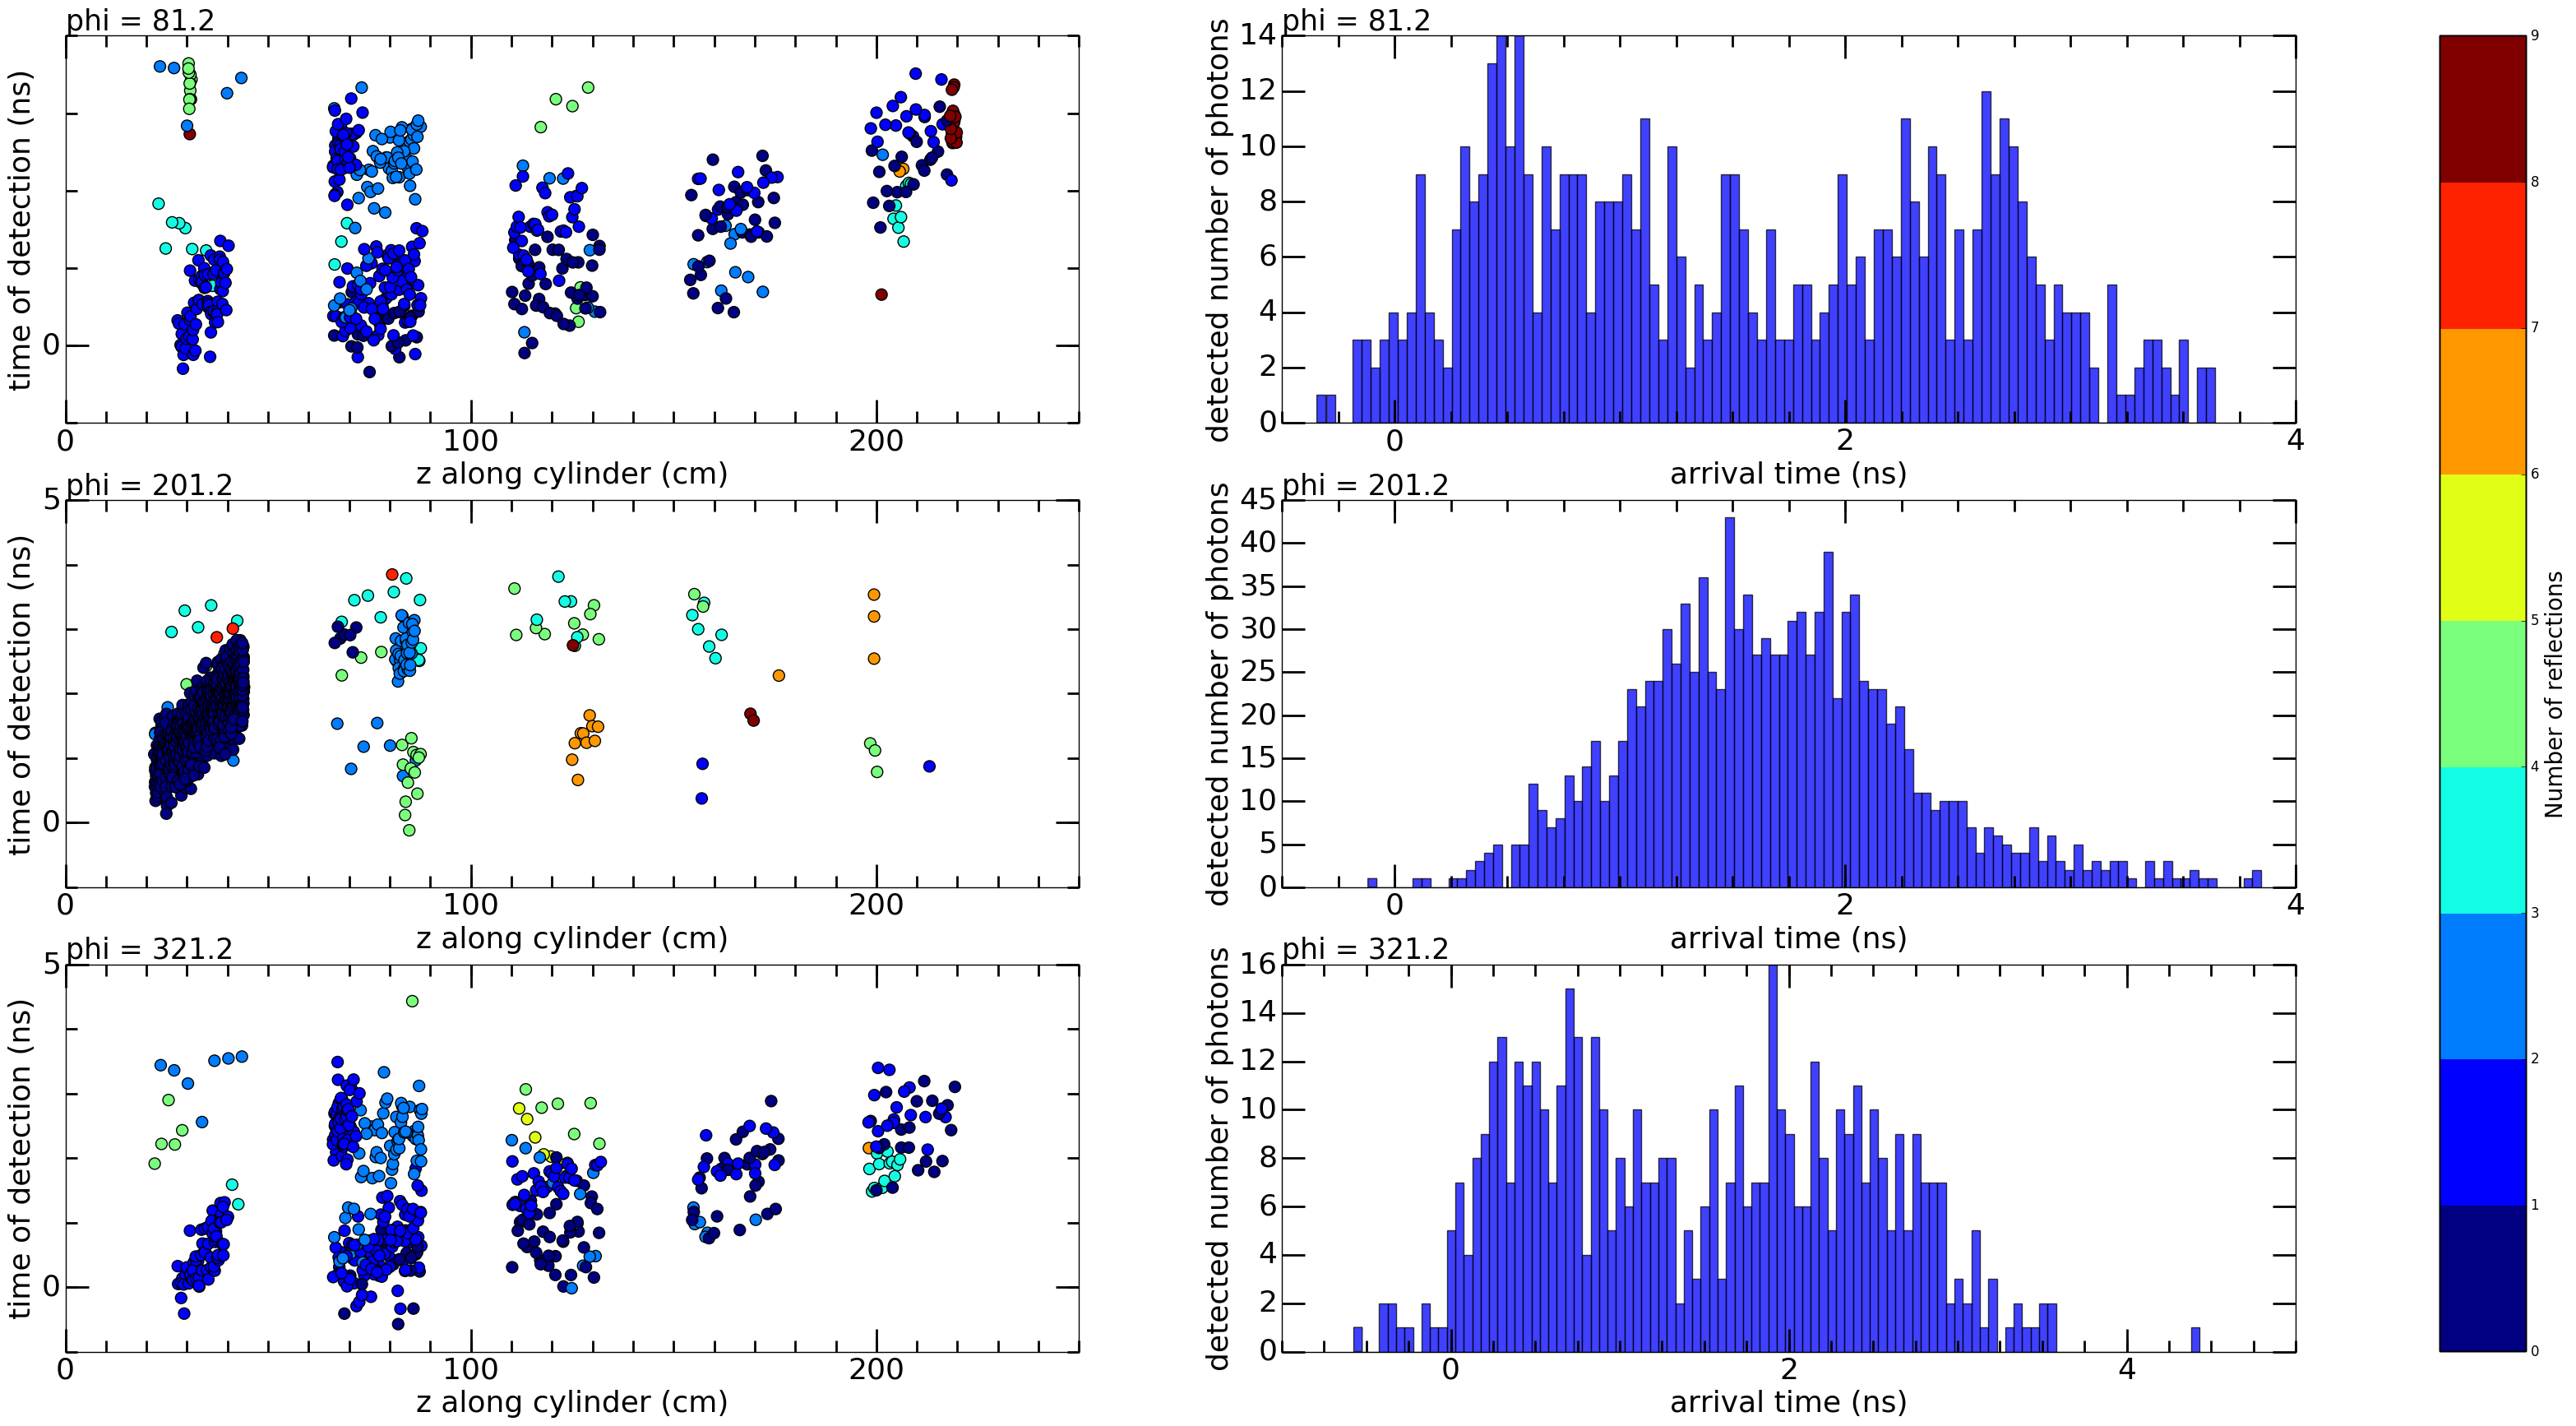 phi = 81.2
time of detection (ns)
0
0 100 200
z along cylinder (cm)
phi = 81.2
detected number of photons
14
12
10
8
6
4
2
0
0 2 4
arrival time (ns)
phi = 201.2
time of detection (ns)
5
0
0 100 200
z along cylinder (cm)
phi = 201.2
detected number of photons
45
40
35
30
25
20
15
10
5
0
0 2 4
arrival time (ns)
phi = 321.2
time of detection (ns)
5
0
0 100 200
z along cylinder (cm)
phi = 321.2
detected number of photons
16
14
12
10
8
6
4
2
0
0 2 4
arrival time (ns)
9
8
7
6
5
4
3
2
1
0
Number of reflections